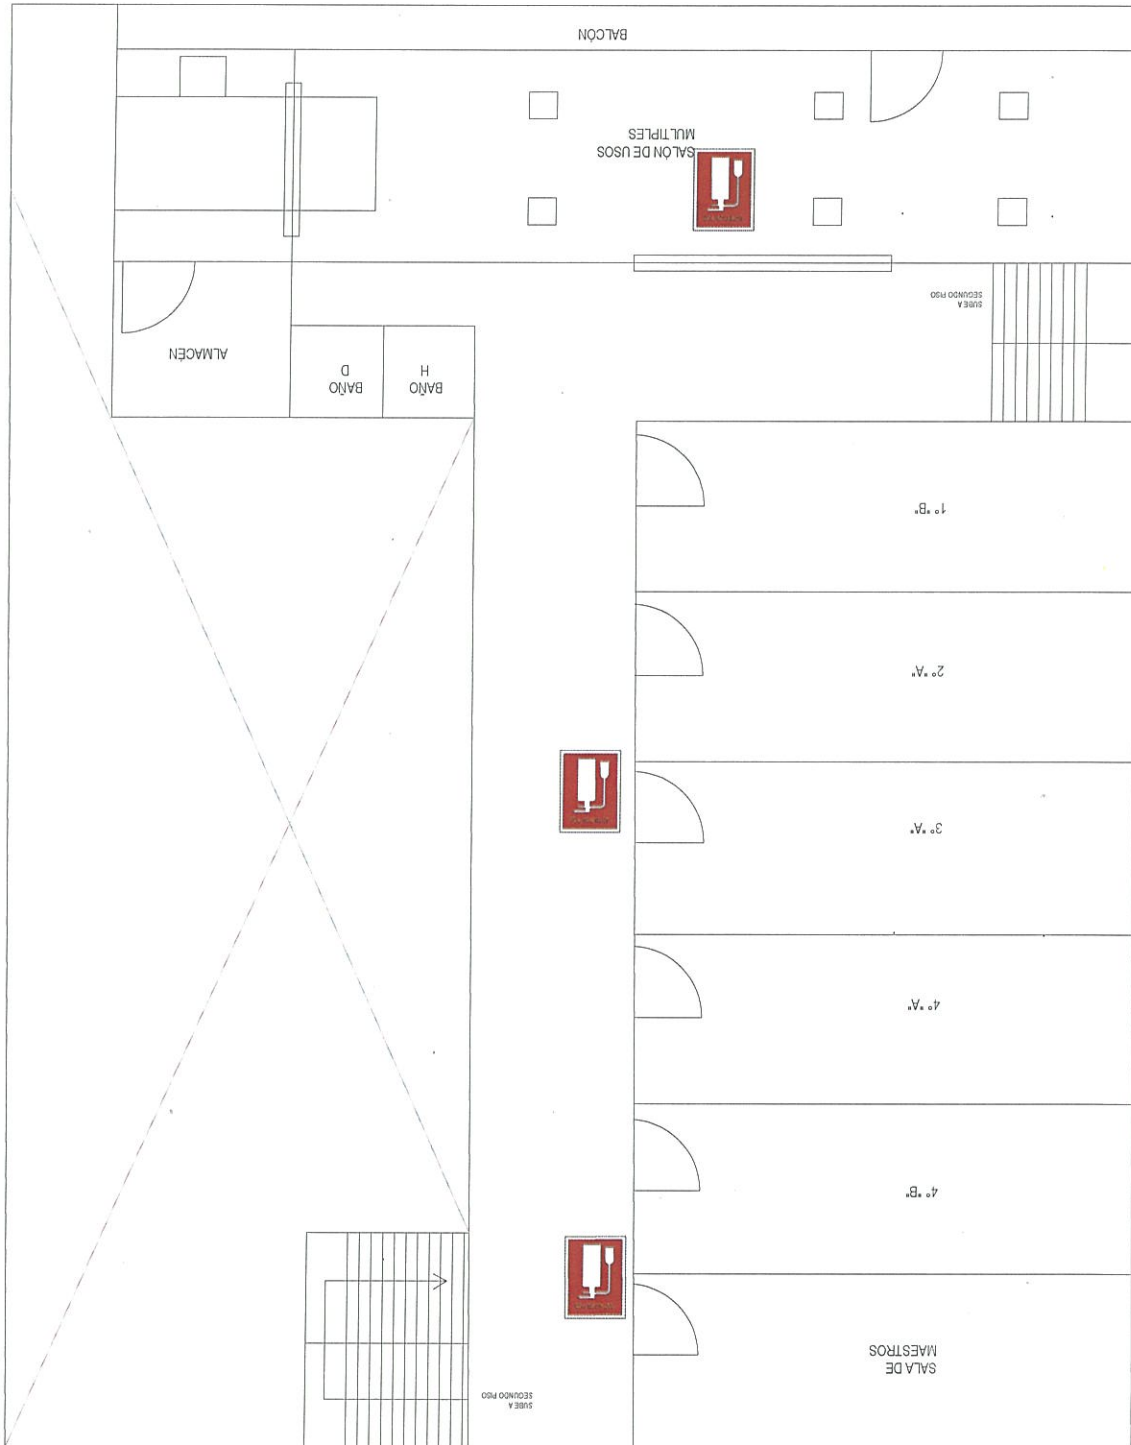 SALA DE
MAESTROS
SUBE A
SEGUNDO PISO
4° "B"
4° "A"
3° "A"
2° "A"
1° "B"
BAÑO
H
BAÑO
D
ALMACÉN
SUBE A
SEGUNDO PISO
SALÓN DE USOS
MULTIPLES
BALCÓN